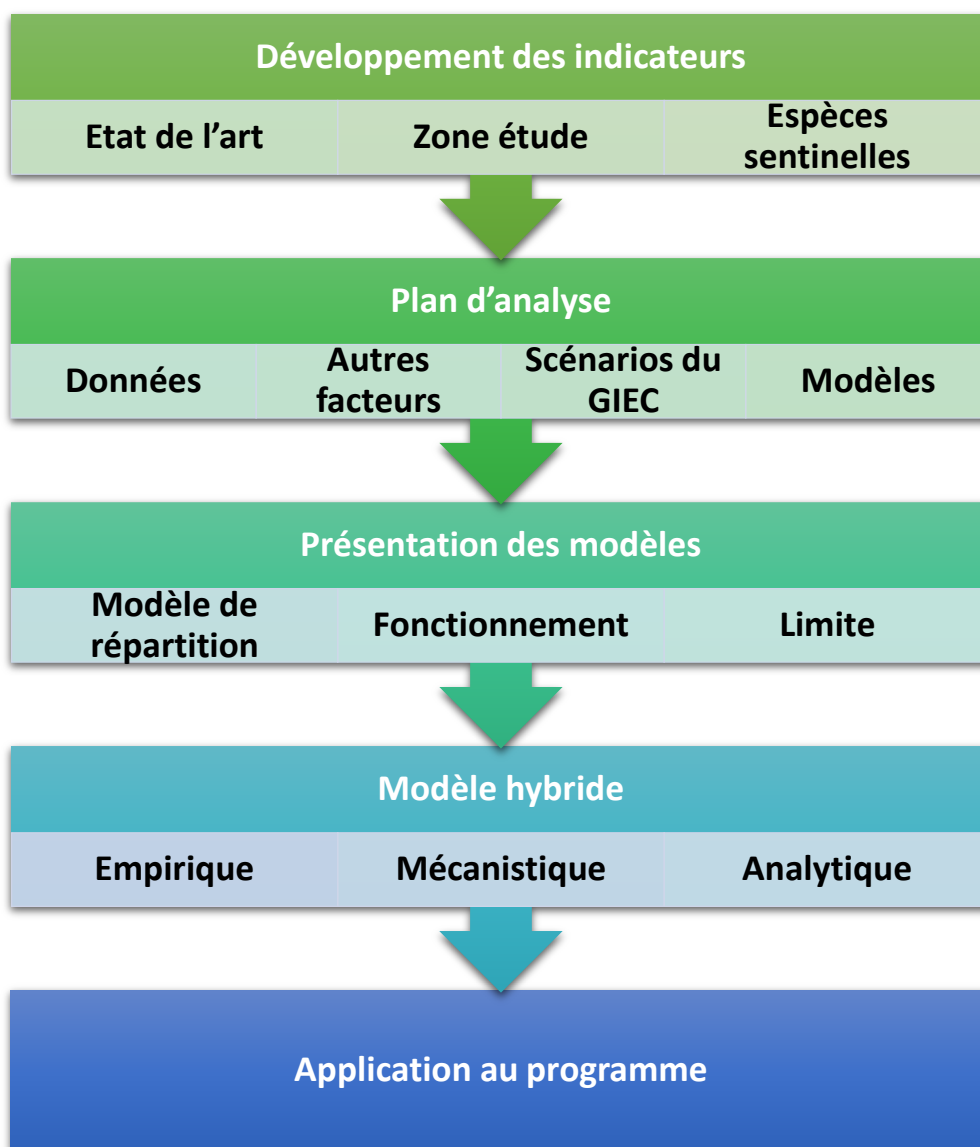 Développement des indicateurs
Etat de l'art
Zone étude
Espèces
sentinelles
Plan d'analyse
Données
Autres
facteurs
Scénarios du
GIEC
Modèles
Présentation des modèles
Modèle de
répartition
Fonctionnement
Limite
Modèle hybride
Empirique
Mécanistique
Analytique
Application au programme